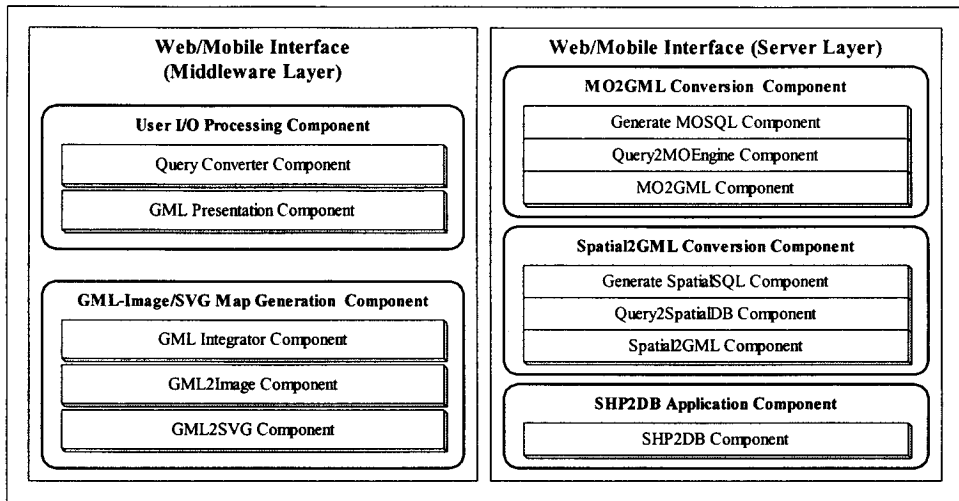 Web/Mobile Interface
(Middleware Layer)
User I/O Processing Component
Query Converter Component
GML Presentation Component
GML-Image/SVG Map Generation Component
GML Integrator Component
GML2Image Component
GML2SVG Component
Web/Mobile Interface (Server Layer)
MO2GML Conversion Component
Generate MOSQL Component
Query2MOEngine Component
MO2GML Component
Spatial2GML Conversion Component
Generate SpatialSQL Component
Query2SpatialDB Component
Spatial2GML Component
SHP2DB Application Component
SHP2DB Component